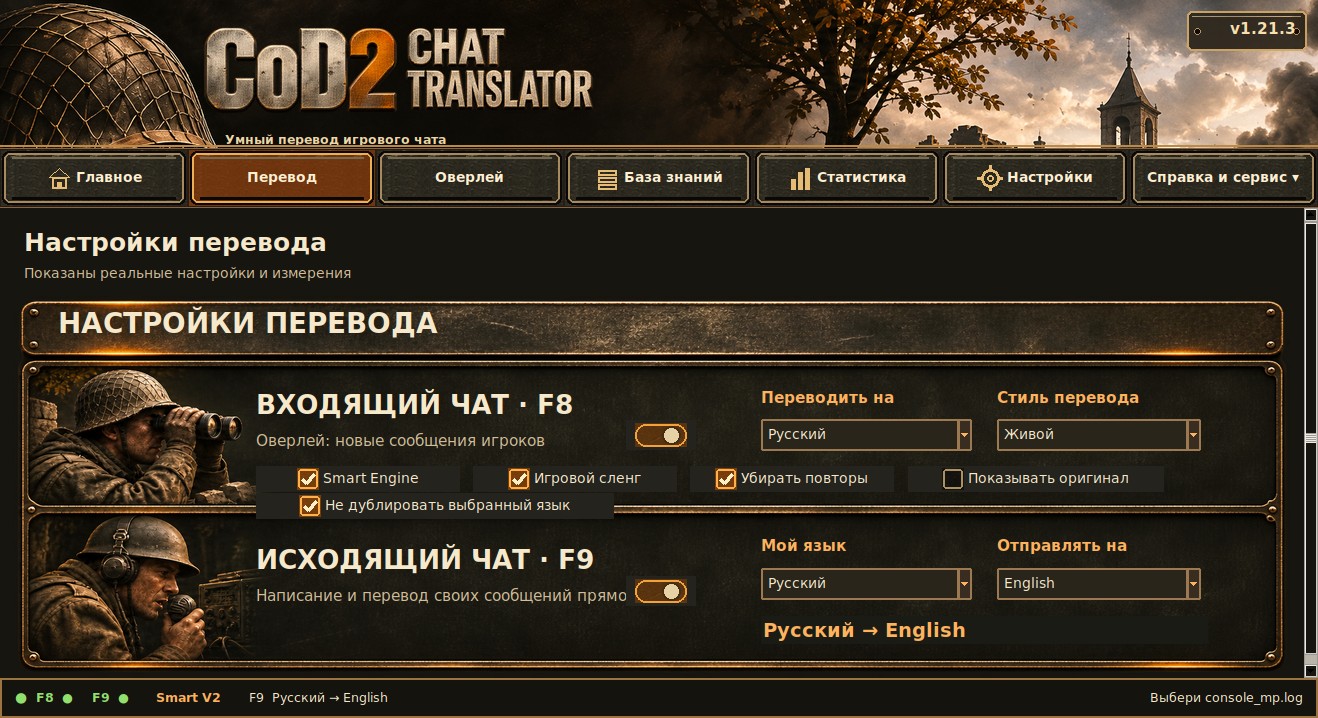 CoD2 CHAT TRANSLATOR
v1.21.3
Умный перевод игрового чата
Главное
Перевод
Оверлей
База знаний
Статистика
Настройки
Справка и сервис ▾
Настройки перевода
Показаны реальные настройки и измерения
НАСТРОЙКИ ПЕРЕВОДА
ВХОДЯЩИЙ ЧАТ · F8
Оверлей: новые сообщения игроков
Переводить на
Стиль перевода
Русский
Живой
Smart Engine
Игровой сленг
Убирать повторы
Показывать оригинал
Не дублировать выбранный язык
ИСХОДЯЩИЙ ЧАТ · F9
Написание и перевод своих сообщений прямо
Мой язык
Отправлять на
Русский
English
Русский → English
F8
F9
Smart V2
F9 Русский → English
Выбери console_mp.log